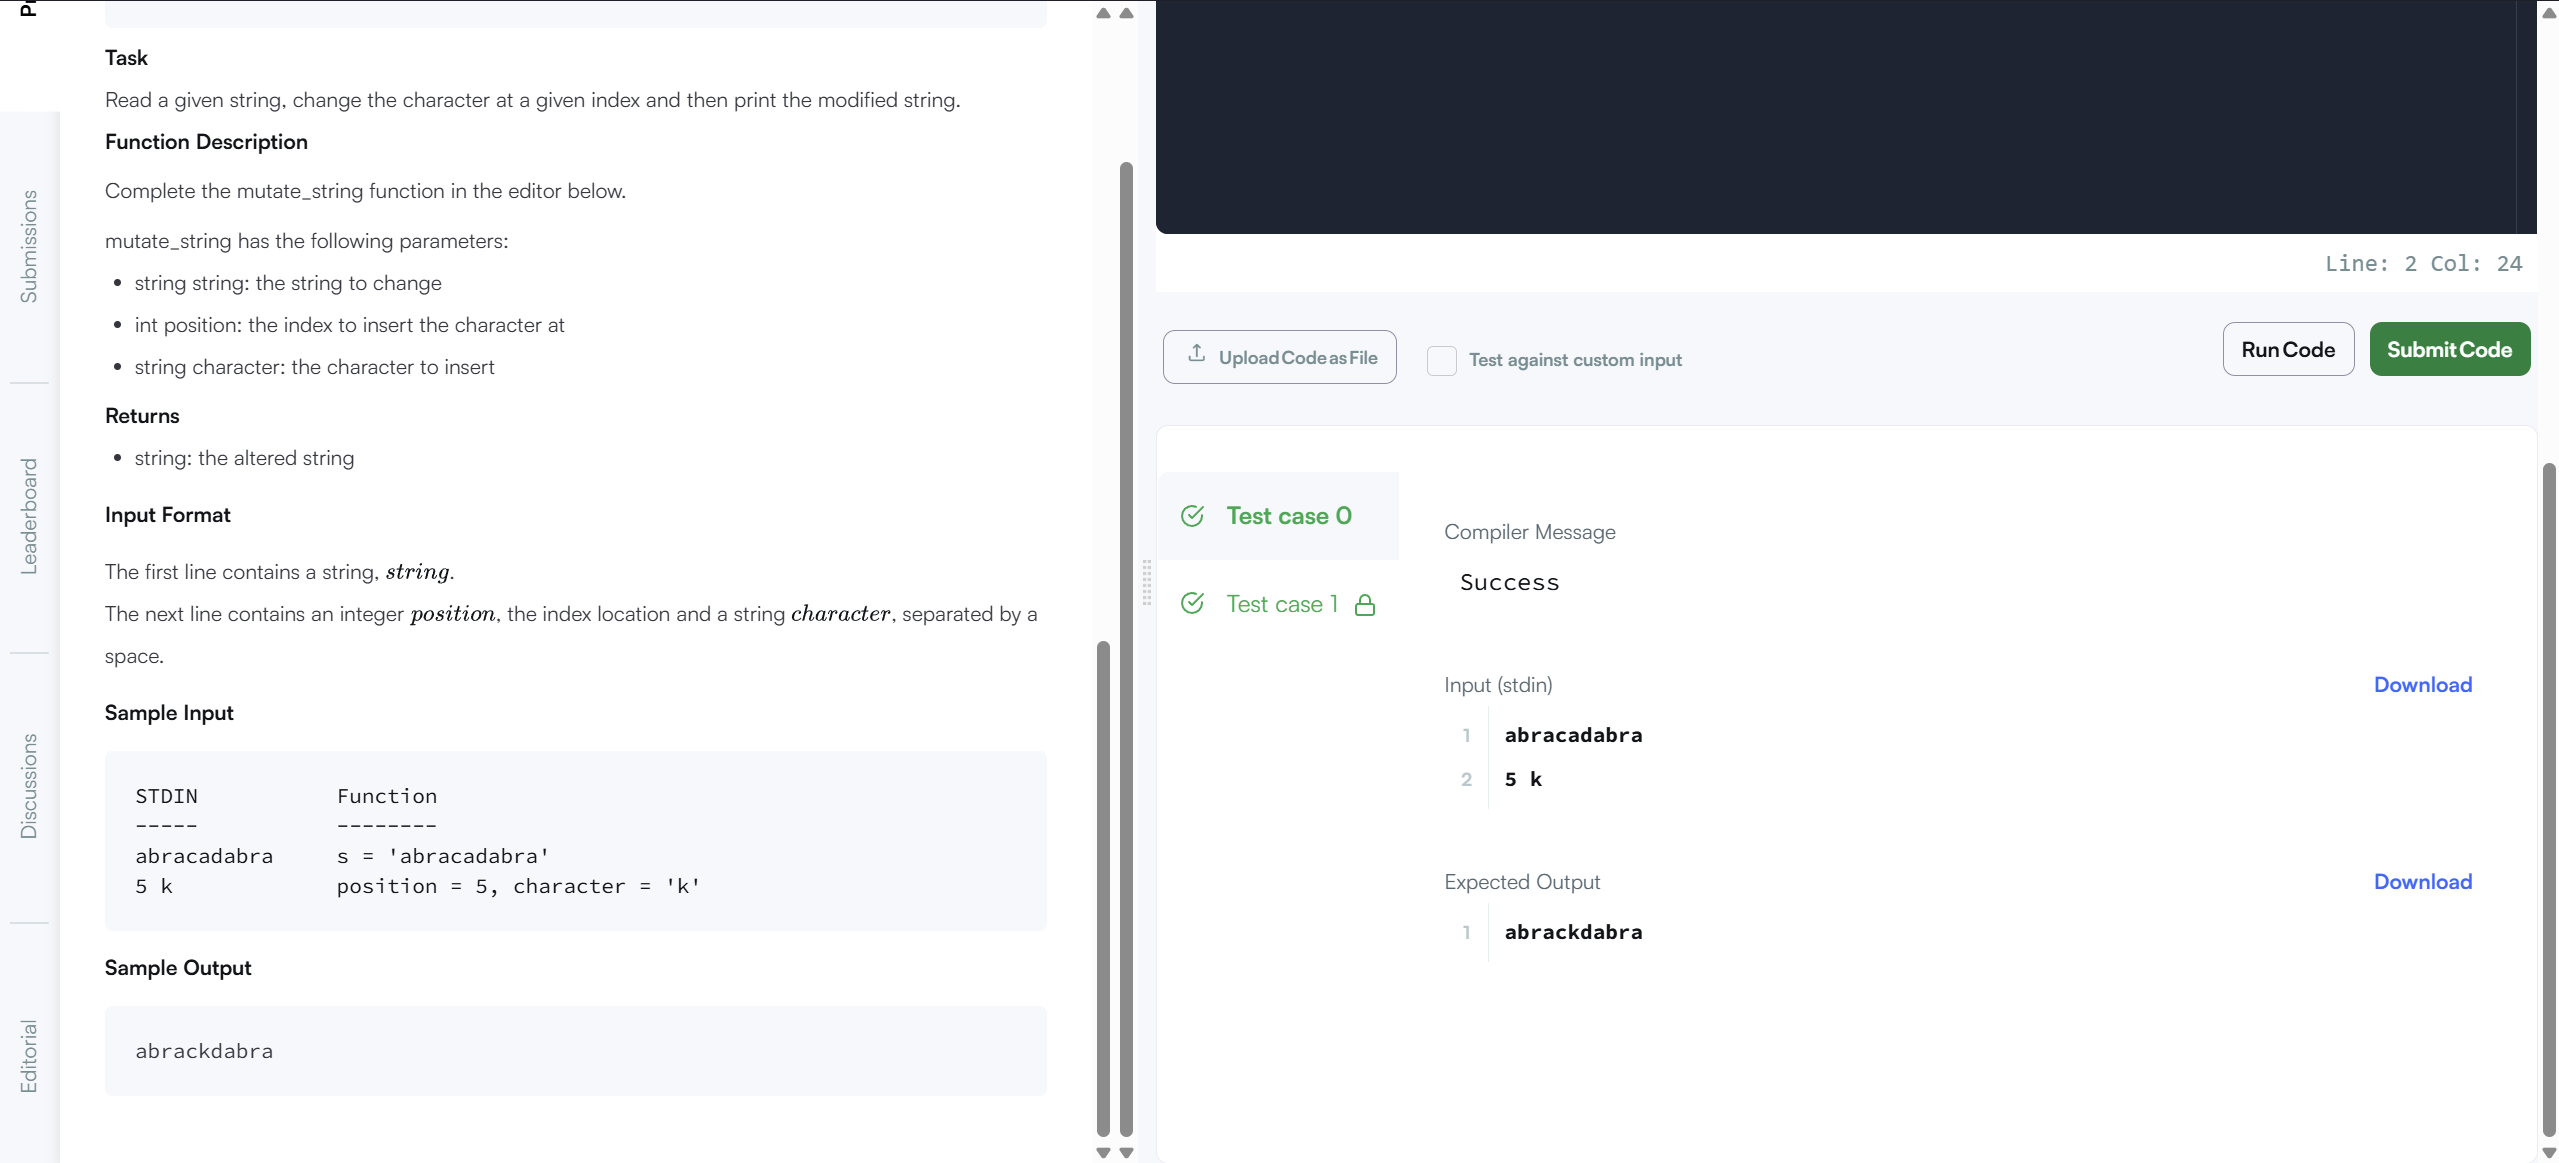 Submissions
Leaderboard
Discussions
Editorial
Task
Read a given string, change the character at a given index and then print the modified string.
Function Description
Complete the mutate_string function in the editor below.
mutate_string has the following parameters:
• string string: the string to change
• int position: the index to insert the character at
• string character: the character to insert
Returns
• string: the altered string
Input Format
The first line contains a string, string.
The next line contains an integer position, the index location and a string character, separated by a
space.
Sample Input
STDIN Function
----- --------
abracadabra s = 'abracadabra'
5 k position = 5, character = 'k'
Sample Output
abrackdabra
Line: 2 Col: 24
Upload Code as File
Test against custom input
Run Code
Submit Code
Test case 0
Test case 1
Compiler Message
Success
Input (stdin)
Download
1 abracadabra
2 5 k
Expected Output
Download
1 abrackdabra